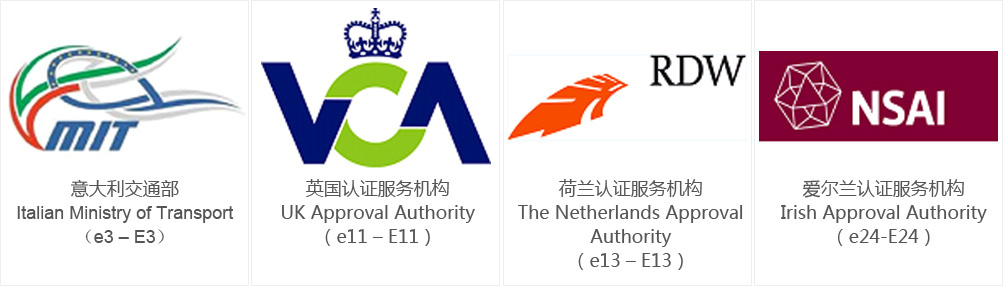 MIT
意大利交通部
Italian Ministry of Transport
（e3 – E3）
VCA
英国认证服务机构
UK Approval Authority
( e11 – E11 )
RDW
荷兰认证服务机构
The Netherlands Approval
Authority
( e13 – E13 )
NSAI
爱尔兰认证服务机构
Irish Approval Authority
( e24-E24 )